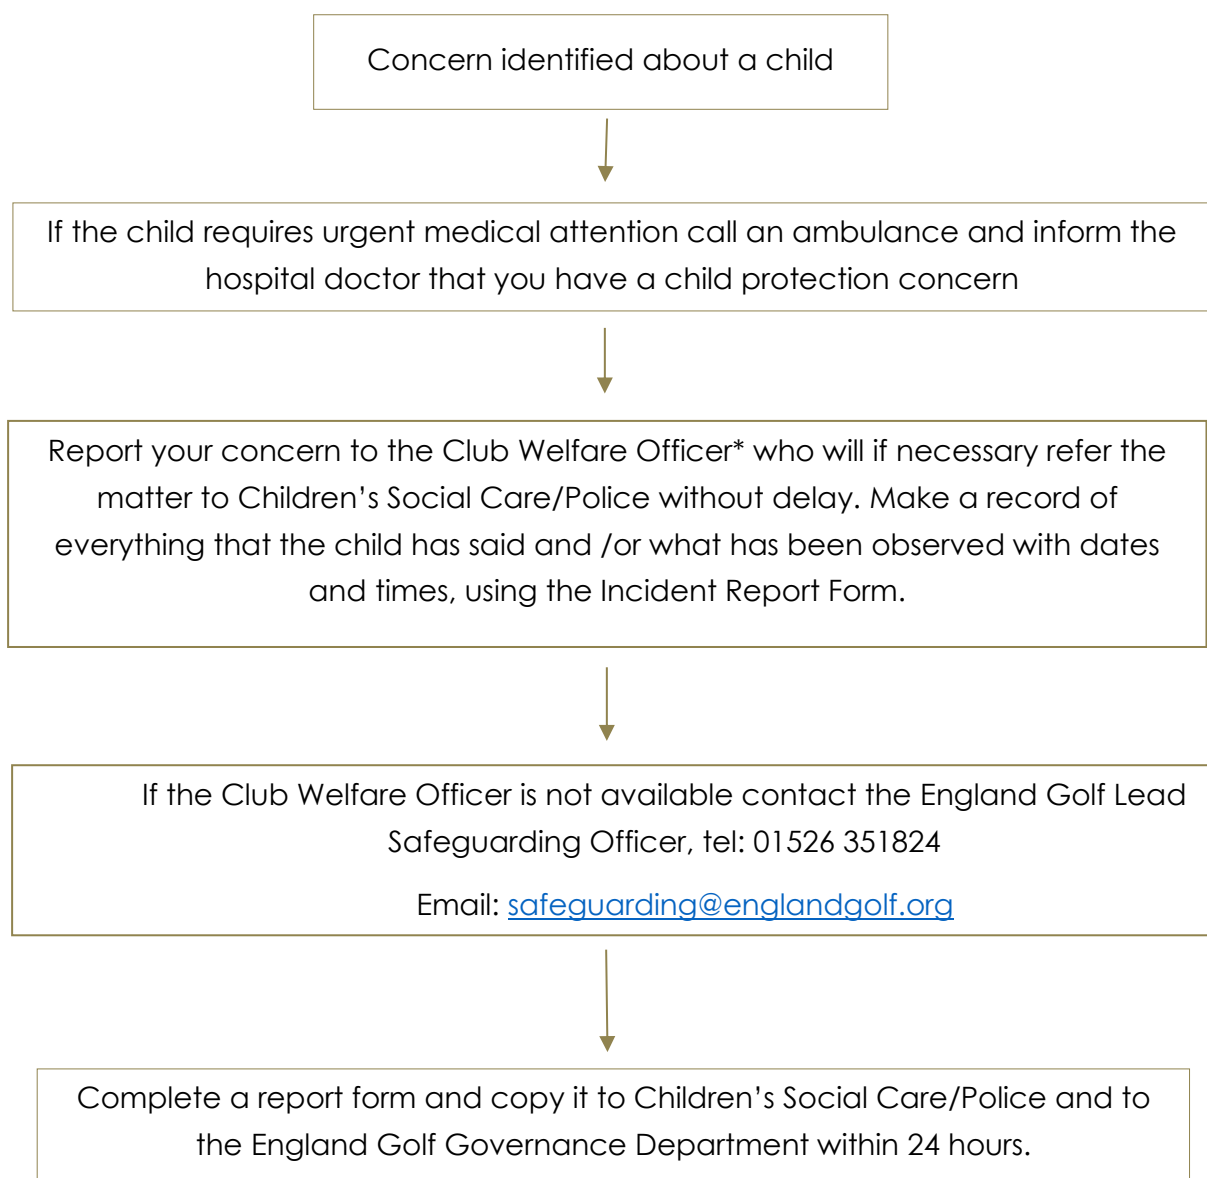 Concern identified about a child
If the child requires urgent medical attention call an ambulance and inform the
hospital doctor that you have a child protection concern
Report your concern to the Club Welfare Officer* who will if necessary refer the
matter to Children’s Social Care/Police without delay. Make a record of
everything that the child has said and /or what has been observed with dates
and times, using the Incident Report Form.
If the Club Welfare Officer is not available contact the England Golf Lead
Safeguarding Officer, tel: 01526 351824
Email: safeguarding@englandgolf.org
Complete a report form and copy it to Children’s Social Care/Police and to
the England Golf Governance Department within 24 hours.